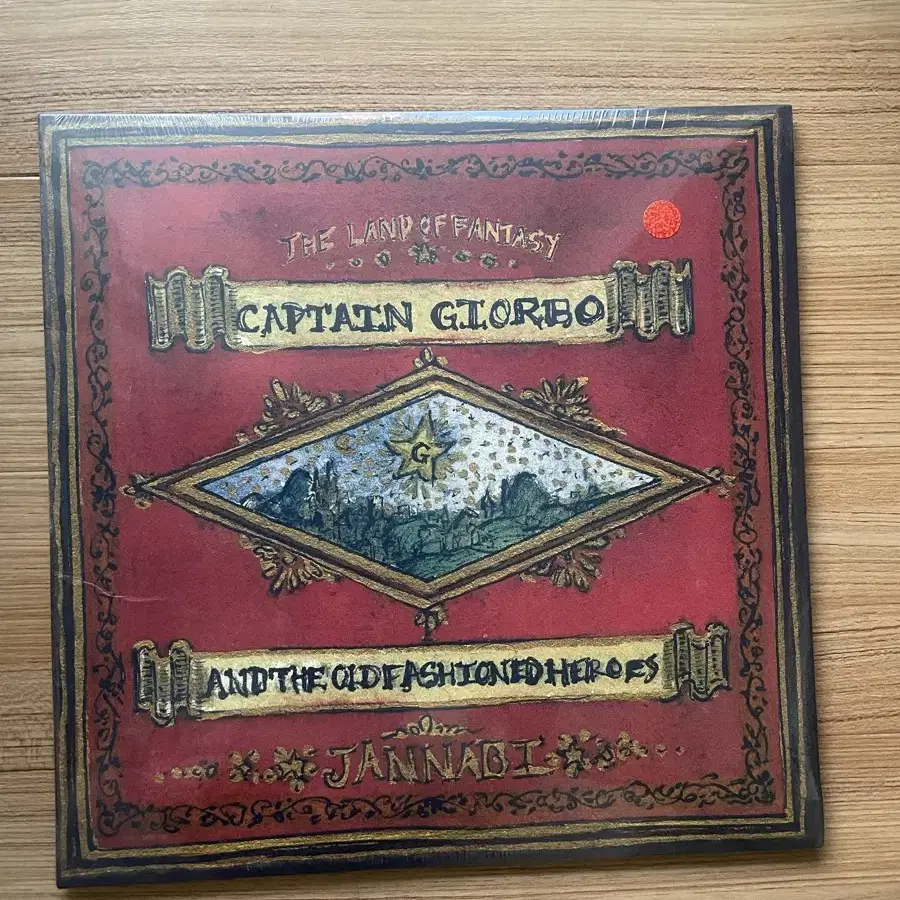 THE LAND OF FANTASY
CAPTAIN GIORBO
G
AND THE OLD FASHIONED HEROES
JANNABI